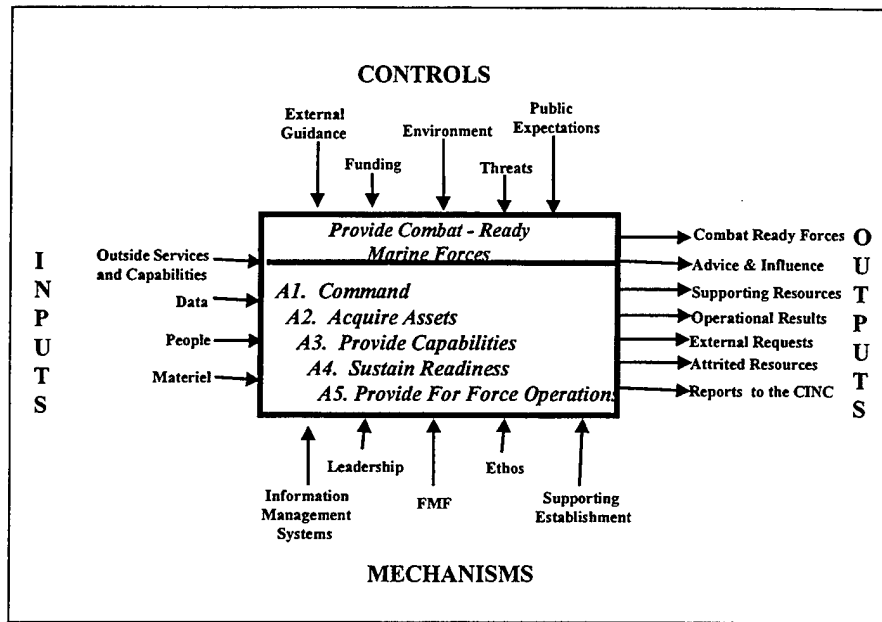 CONTROLS
External
Guidance
Funding
Environment
Threats
Public
Expectations
INPUTS
Outside Services
and Capabilities
Data
People
Materiel
Provide Combat - Ready
Marine Forces
A1. Command
A2. Acquire Assets
A3. Provide Capabilities
A4. Sustain Readiness
A5. Provide For Force Operations
Combat Ready Forces
Advice & Influence
Supporting Resources
Operational Results
External Requests
Attrited Resources
Reports to the CINC
OUTPUTS
Information
Management
Systems
Leadership
FMF
Ethos
Supporting
Establishment
MECHANISMS